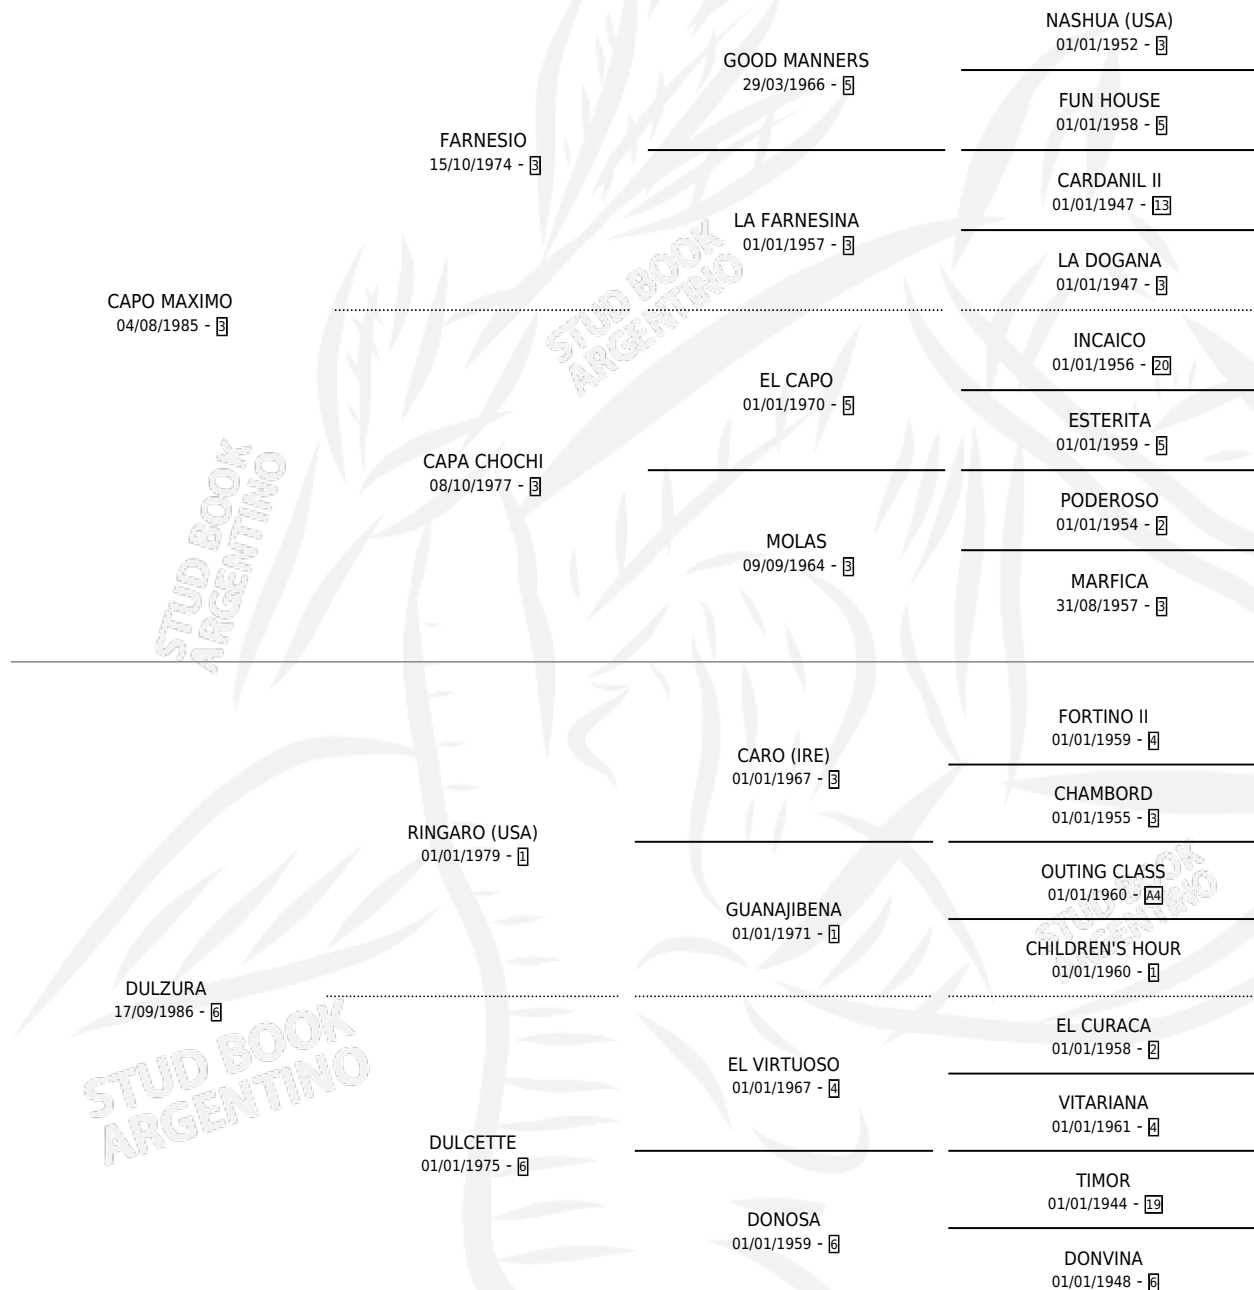 NASHUA (USA)
01/01/1952 - 3
GOOD MANNERS
29/03/1966 - 5
FUN HOUSE
01/01/1958 - 5
FARNESIO
15/10/1974 - 3
CARDANIL II
01/01/1947 - 13
LA FARNESINA
01/01/1957 - 3
LA DOGANA
01/01/1947 - 3
CAPO MAXIMO
04/08/1985 - 3
INCAICO
01/01/1956 - 20
EL CAPO
01/01/1970 - 5
ESTERITA
01/01/1959 - 5
CAPA CHOCHI
08/10/1977 - 3
PODEROSO
01/01/1954 - 2
MOLAS
09/09/1964 - 3
MARFICA
31/08/1957 - 3
STUD BOOK
ARGENTINO
STUD BOOK
ARGENTINO
FORTINO II
01/01/1959 - 4
CARO (IRE)
01/01/1967 - 3
CHAMBORD
01/01/1955 - 3
RINGARO (USA)
01/01/1979 - 1
OUTING CLASS
01/01/1960 - A4
GUANAJIBENA
01/01/1971 - 1
CHILDREN'S HOUR
01/01/1960 - 1
DULZURA
17/09/1986 - 6
EL CURACA
01/01/1958 - 2
EL VIRTUOSO
01/01/1967 - 4
VITARIANA
01/01/1961 - 4
DULCETTE
01/01/1975 - 6
TIMOR
01/01/1944 - 19
DONOSA
01/01/1959 - 6
DONVINA
01/01/1948 - 6
STUD BOOK
ARGENTINO
STUD BOOK
ARGENTINO